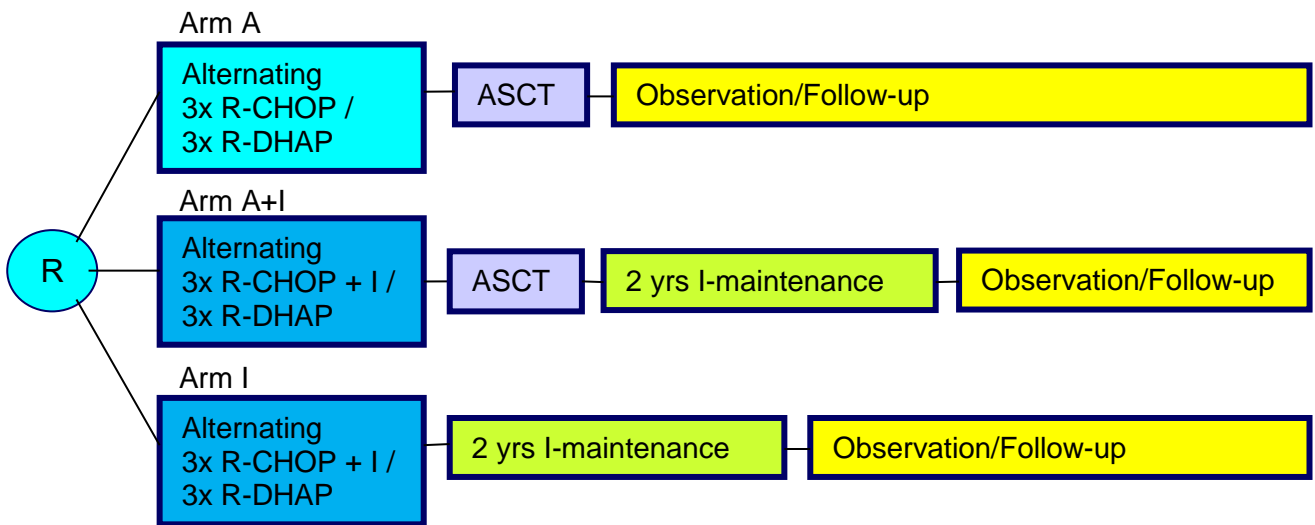 Arm A
Alternating
3x R-CHOP /
3x R-DHAP
ASCT
Observation/Follow-up
R
Arm A+I
Alternating
3x R-CHOP + I /
3x R-DHAP
ASCT
2 yrs I-maintenance
Observation/Follow-up
Arm I
Alternating
3x R-CHOP + I /
3x R-DHAP
2 yrs I-maintenance
Observation/Follow-up